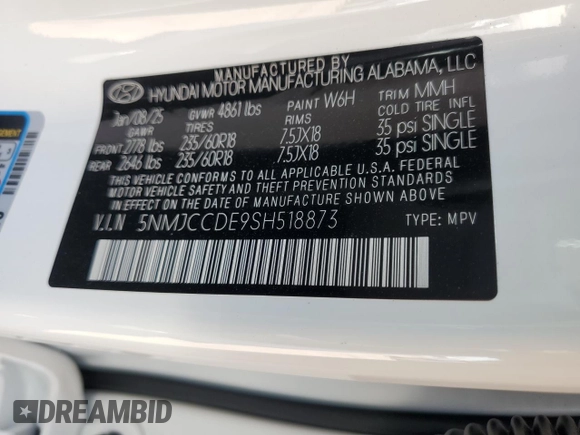 MANUFACTURED BY
HYUNDAI MOTOR MANUFACTURING ALABAMA, LLC
Jan/08/25 GVWR 4861 lbs PAINT W6H TRIM MMH
GAWR TIRES RIMS COLD TIRE INFLATION
FRONT 2778 lbs 235/60R18 7.5JX18 35 psi SINGLE
REAR 2646 lbs 235/60R18 7.5JX18 35 psi SINGLE
THIS VEHICLE CONFORMS TO ALL APPLICABLE U.S.A. FEDERAL
MOTOR VEHICLE SAFETY AND THEFT PREVENTION STANDARDS
IN EFFECT ON THE DATE OF MANUFACTURE SHOWN ABOVE.
V.I.N 5NMJCCDE9SH518873 TYPE: MPV
DREAMBID